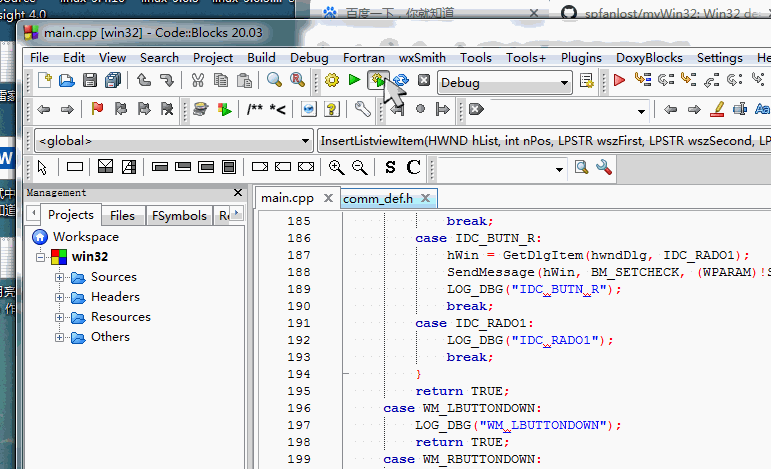 sight 4.0
百度一下，你就知道
spfanlost/myWin32: Win32 de
main.cpp [win32] - Code::Blocks 20.03
File Edit View Search Project Build Debug Fortran wxSmith Tools Tools+ Plugins DoxyBlocks Settings He
Debug
/** *<
<global>
InsertListviewItem(HWND hList, int nPos, LPSTR wszFirst, LPSTR wszSecond, LP
S C
Management
main.cpp
comm_def.h
Projects Files FSymbols Re
Workspace
win32
Sources
Headers
Resources
Others
185 break;
186 case IDC_BUTN_R:
187 hWin = GetDlgItem(hwndDlg, IDC_RADO1);
188 SendMessage(hWin, BM_SETCHECK, (WPARAM)!S
189 LOG_DBG("IDC_BUTN_R");
190 break;
191 case IDC_RADO1:
192 LOG_DBG("IDC_RADO1");
193 break;
194 }
195 return TRUE;
196 case WM_LBUTTONDOWN:
197 LOG_DBG("WM_LBUTTONDOWN");
198 return TRUE;
199 case WM_RBUTTONDOWN: